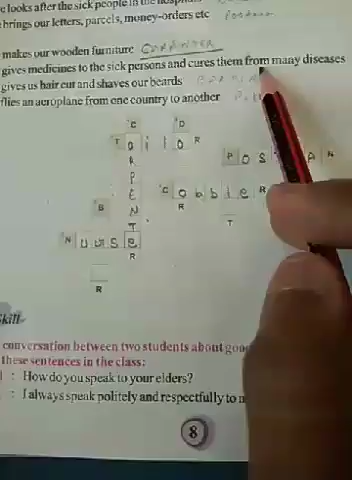 e looks after the sick people in the hospital
brings our letters, parcels, money-orders etc Postman
makes our wooden furniture CARPANTER
gives medicines to the sick persons and cures them from many diseases
gives us hair cut and shaves our beards
flies an aeroplane from one country to another
C D
T a i l o R
R
P O S A N
P
E C o b b l e R
B N R
T T
N u r s e
R
R
Skill
conversation between two students about
these sentences in the class:
: How do you speak to your elders?
: I always speak politely and respectfully to
8